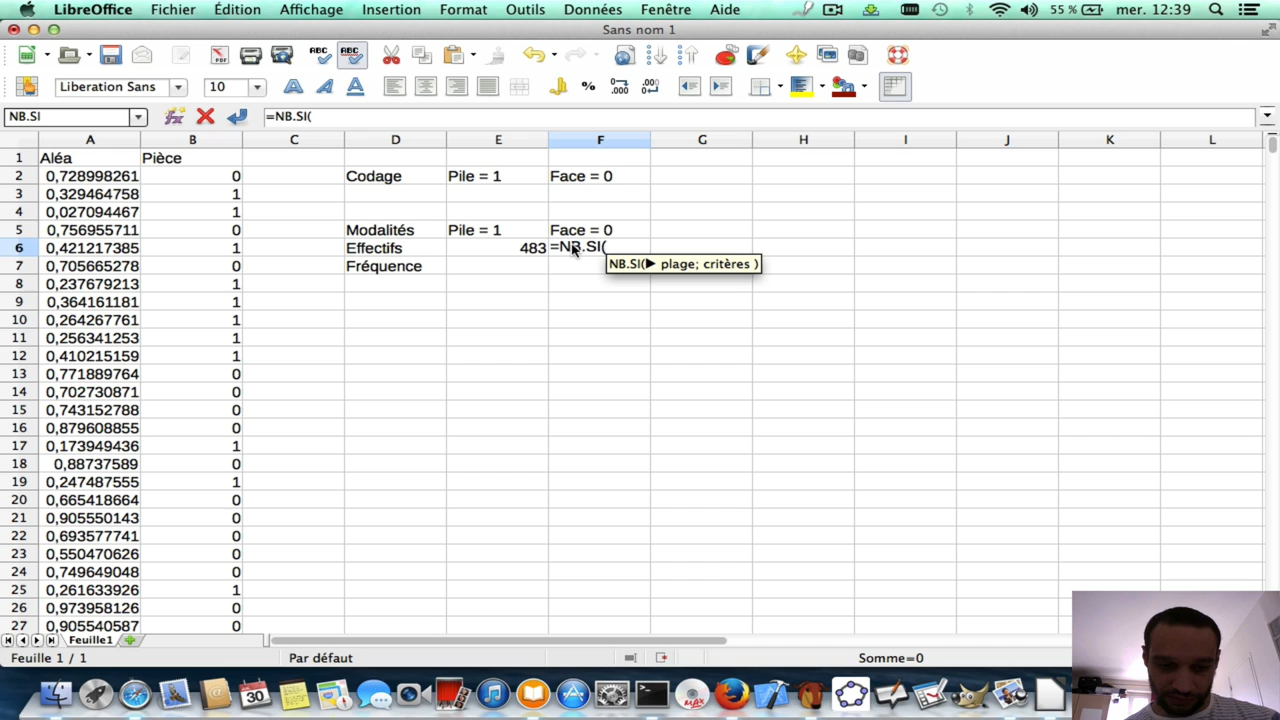 LibreOffice Fichier Édition Affichage Insertion Format Outils Données Fenêtre Aide 55 % mer. 12:39
Sans nom 1
Liberation Sans 10
NB.SI =NB.SI(
A B C D E F G H I J K L
1 Aléa Pièce
2 0,728998261 0 Codage Pile = 1 Face = 0
3 0,329464758 1
4 0,027094467 1
5 0,756955711 0 Modalités Pile = 1 Face = 0
6 0,421217385 1 Effectifs 483 =NB.SI(
7 0,705665278 0 Fréquence NB.SI( plage; critères )
8 0,237679213 1
9 0,364161181 1
10 0,264267761 1
11 0,256341253 1
12 0,410215159 1
13 0,771889764 0
14 0,702730871 0
15 0,743152788 0
16 0,879608855 0
17 0,173949436 1
18 0,88737589 0
19 0,247487555 1
20 0,665418664 0
21 0,905550143 0
22 0,693577741 0
23 0,550470626 0
24 0,749649048 0
25 0,261633926 1
26 0,973958126 0
27 0,905540587 0
Feuille1
Feuille 1 / 1 Par défaut Somme=0
30